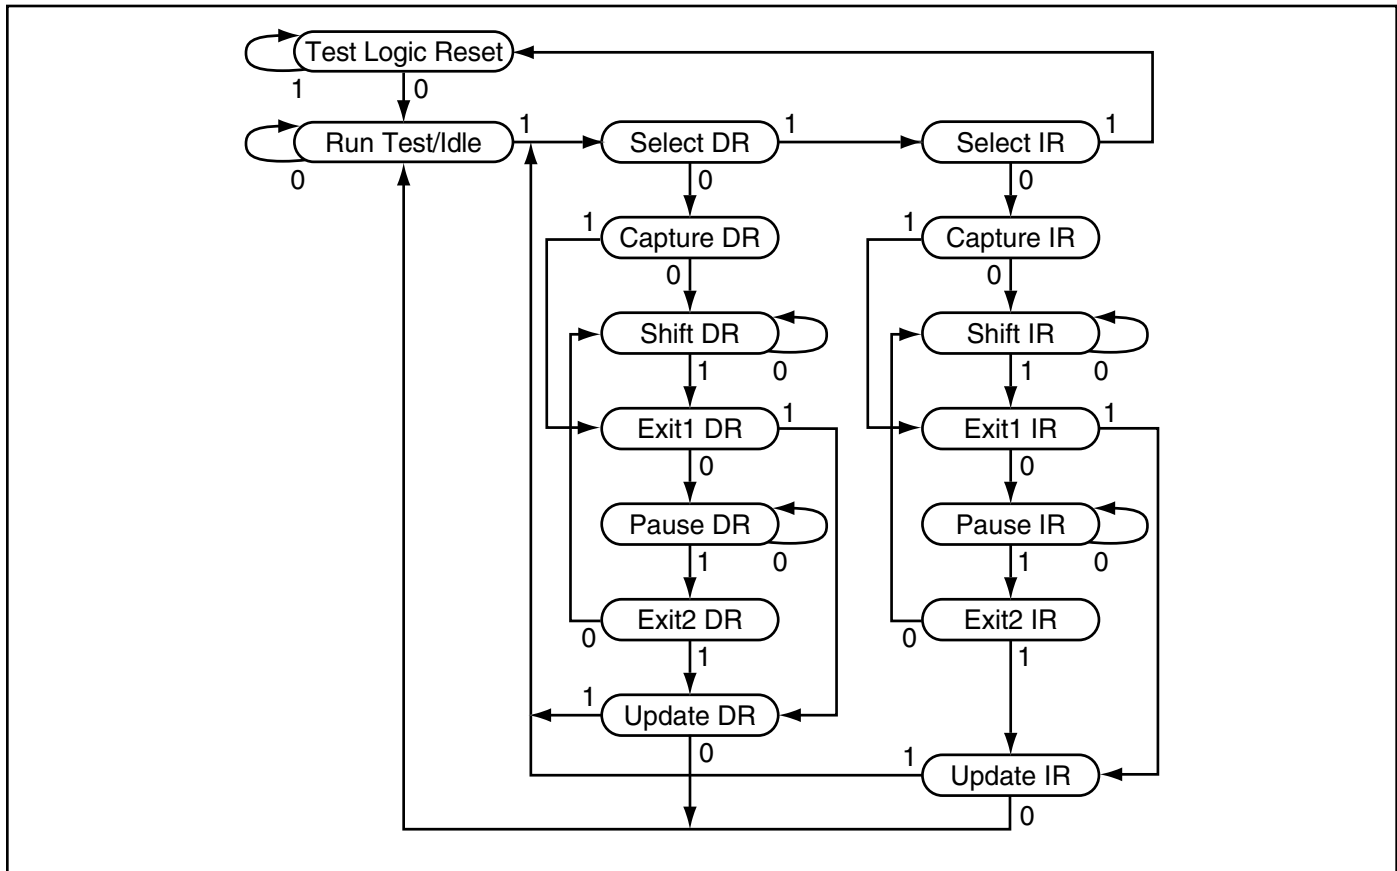 Test Logic Reset
1
0
Run Test/Idle
1
Select DR
1
Select IR
1
0
0
0
1
Capture DR
1
Capture IR
0
0
Shift DR
Shift IR
1
0
1
0
Exit1 DR
1
Exit1 IR
1
0
0
Pause DR
Pause IR
1
0
1
0
Exit2 DR
Exit2 IR
0
1
0
1
1
Update DR
0
1
Update IR
0